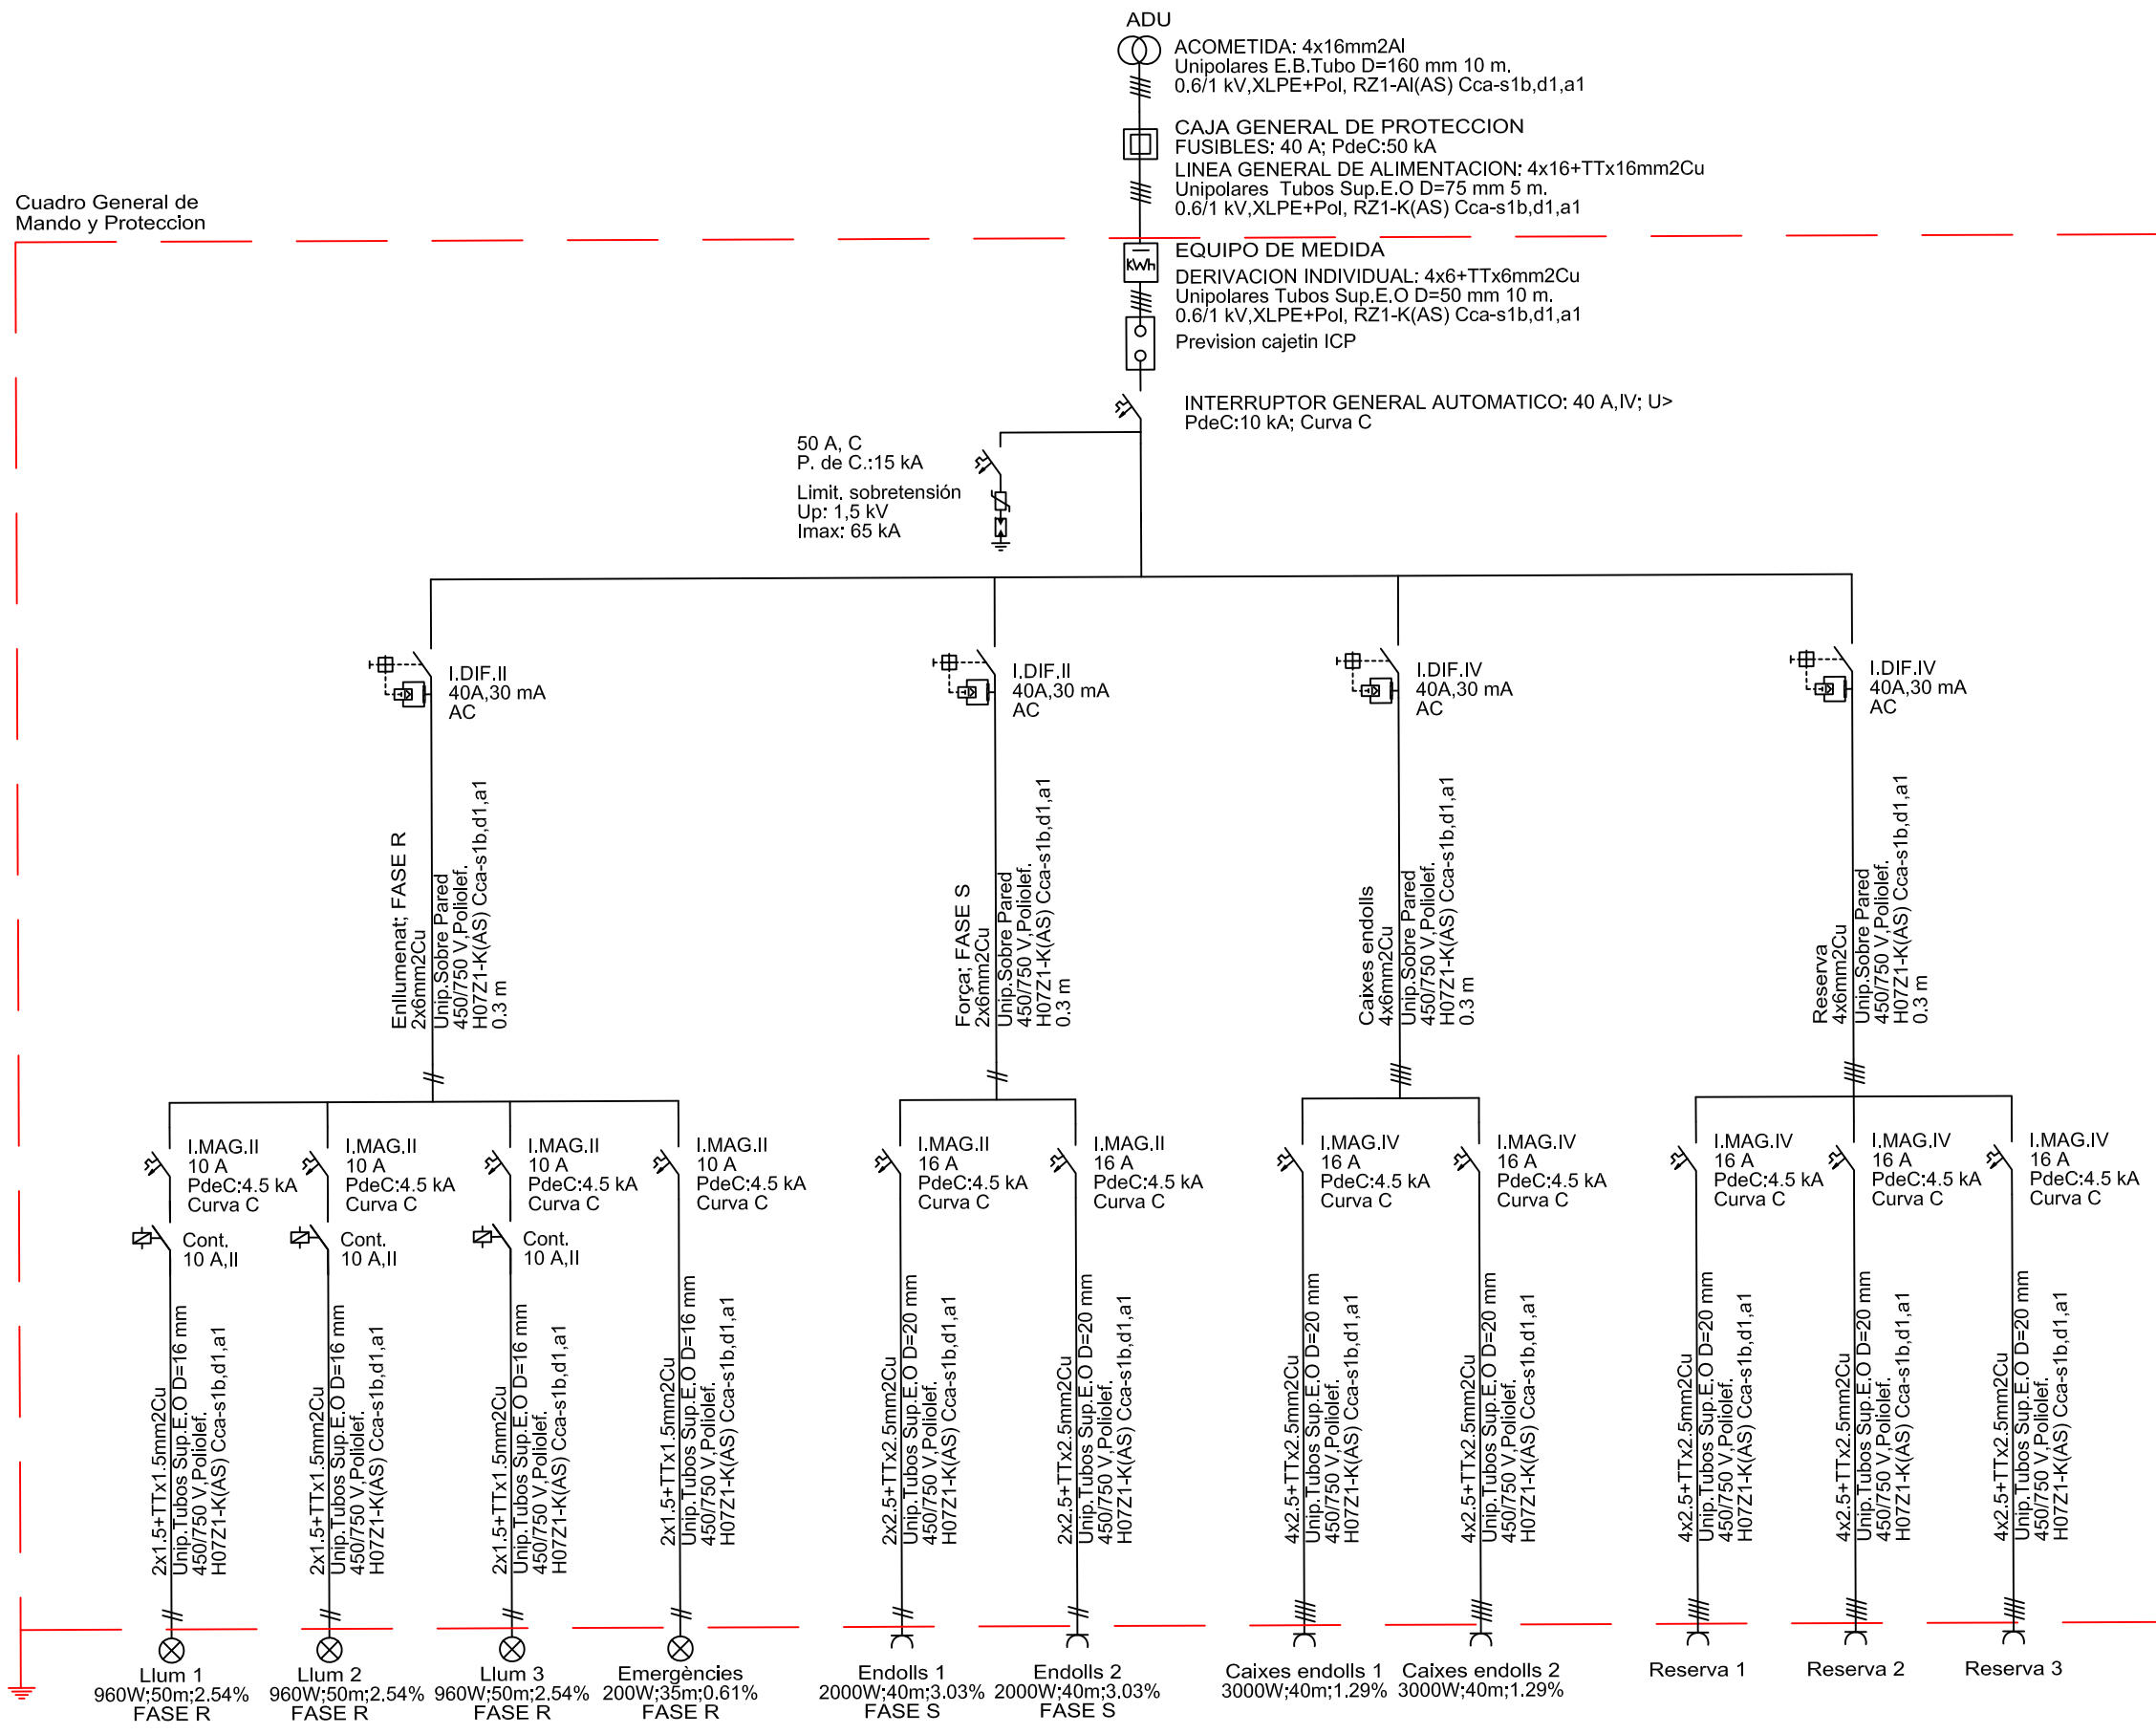 ADU
ACOMETIDA: 4x16mm2Al
Unipolares E.B.Tubo D=160 mm 10 m.
0.6/1 kV,XLPE+Pol, RZ1-Al(AS) Cca-s1b,d1,a1
CAJA GENERAL DE PROTECCION
FUSIBLES: 40 A; PdeC:50 kA
LINEA GENERAL DE ALIMENTACION: 4x16+TTx16mm2Cu
Unipolares Tubos Sup.E.O D=75 mm 5 m.
0.6/1 kV,XLPE+Pol, RZ1-K(AS) Cca-s1b,d1,a1
Cuadro General de
Mando y Proteccion
kWh
EQUIPO DE MEDIDA
DERIVACION INDIVIDUAL: 4x6+TTx6mm2Cu
Unipolares Tubos Sup.E.O D=50 mm 10 m.
0.6/1 kV,XLPE+Pol, RZ1-K(AS) Cca-s1b,d1,a1
Prevision cajetin ICP
INTERRUPTOR GENERAL AUTOMATICO: 40 A,IV; U>
PdeC:10 kA; Curva C
50 A, C
P. de C.:15 kA
Limit. sobretensión
Up: 1,5 kV
Imax: 65 kA
I.DIF.II
40A,30 mA
AC
I.DIF.II
40A,30 mA
AC
I.DIF.IV
40A,30 mA
AC
I.DIF.IV
40A,30 mA
AC
Enllumenat; FASE R
2x6mm2Cu
Unip.Sobre Pared
450/750 V,Poliolef.
H07Z1-K(AS) Cca-s1b,d1,a1
0.3 m
Força; FASE S
2x6mm2Cu
Unip.Sobre Pared
450/750 V,Poliolef.
H07Z1-K(AS) Cca-s1b,d1,a1
0.3 m
Caixes endolls
4x6mm2Cu
Unip.Sobre Pared
450/750 V,Poliolef.
H07Z1-K(AS) Cca-s1b,d1,a1
0.3 m
Reserva
4x6mm2Cu
Unip.Sobre Pared
450/750 V,Poliolef.
H07Z1-K(AS) Cca-s1b,d1,a1
0.3 m
I.MAG.II
10 A
PdeC:4.5 kA
Curva C
I.MAG.II
10 A
PdeC:4.5 kA
Curva C
I.MAG.II
10 A
PdeC:4.5 kA
Curva C
I.MAG.II
10 A
PdeC:4.5 kA
Curva C
I.MAG.II
16 A
PdeC:4.5 kA
Curva C
I.MAG.II
16 A
PdeC:4.5 kA
Curva C
I.MAG.IV
16 A
PdeC:4.5 kA
Curva C
I.MAG.IV
16 A
PdeC:4.5 kA
Curva C
I.MAG.IV
16 A
PdeC:4.5 kA
Curva C
I.MAG.IV
16 A
PdeC:4.5 kA
Curva C
I.MAG.IV
16 A
PdeC:4.5 kA
Curva C
Cont.
10 A,II
Cont.
10 A,II
Cont.
10 A,II
2x1.5+TTx1.5mm2Cu
Unip.Tubos Sup.E.O D=16 mm
450/750 V,Poliolef.
H07Z1-K(AS) Cca-s1b,d1,a1
2x1.5+TTx1.5mm2Cu
Unip.Tubos Sup.E.O D=16 mm
450/750 V,Poliolef.
H07Z1-K(AS) Cca-s1b,d1,a1
2x1.5+TTx1.5mm2Cu
Unip.Tubos Sup.E.O D=16 mm
450/750 V,Poliolef.
H07Z1-K(AS) Cca-s1b,d1,a1
2x1.5+TTx1.5mm2Cu
Unip.Tubos Sup.E.O D=16 mm
450/750 V,Poliolef.
H07Z1-K(AS) Cca-s1b,d1,a1
2x2.5+TTx2.5mm2Cu
Unip.Tubos Sup.E.O D=20 mm
450/750 V,Poliolef.
H07Z1-K(AS) Cca-s1b,d1,a1
2x2.5+TTx2.5mm2Cu
Unip.Tubos Sup.E.O D=20 mm
450/750 V,Poliolef.
H07Z1-K(AS) Cca-s1b,d1,a1
4x2.5+TTx2.5mm2Cu
Unip.Tubos Sup.E.O D=20 mm
450/750 V,Poliolef.
H07Z1-K(AS) Cca-s1b,d1,a1
4x2.5+TTx2.5mm2Cu
Unip.Tubos Sup.E.O D=20 mm
450/750 V,Poliolef.
H07Z1-K(AS) Cca-s1b,d1,a1
4x2.5+TTx2.5mm2Cu
Unip.Tubos Sup.E.O D=20 mm
450/750 V,Poliolef.
H07Z1-K(AS) Cca-s1b,d1,a1
4x2.5+TTx2.5mm2Cu
Unip.Tubos Sup.E.O D=20 mm
450/750 V,Poliolef.
H07Z1-K(AS) Cca-s1b,d1,a1
4x2.5+TTx2.5mm2Cu
Unip.Tubos Sup.E.O D=20 mm
450/750 V,Poliolef.
H07Z1-K(AS) Cca-s1b,d1,a1
Llum 1
960W;50m;2.54%
FASE R
Llum 2
960W;50m;2.54%
FASE R
Llum 3
960W;50m;2.54%
FASE R
Emergències
200W;35m;0.61%
FASE R
Endolls 1
2000W;40m;3.03%
FASE S
Endolls 2
2000W;40m;3.03%
FASE S
Caixes endolls 1
3000W;40m;1.29%
Caixes endolls 2
3000W;40m;1.29%
Reserva 1
Reserva 2
Reserva 3